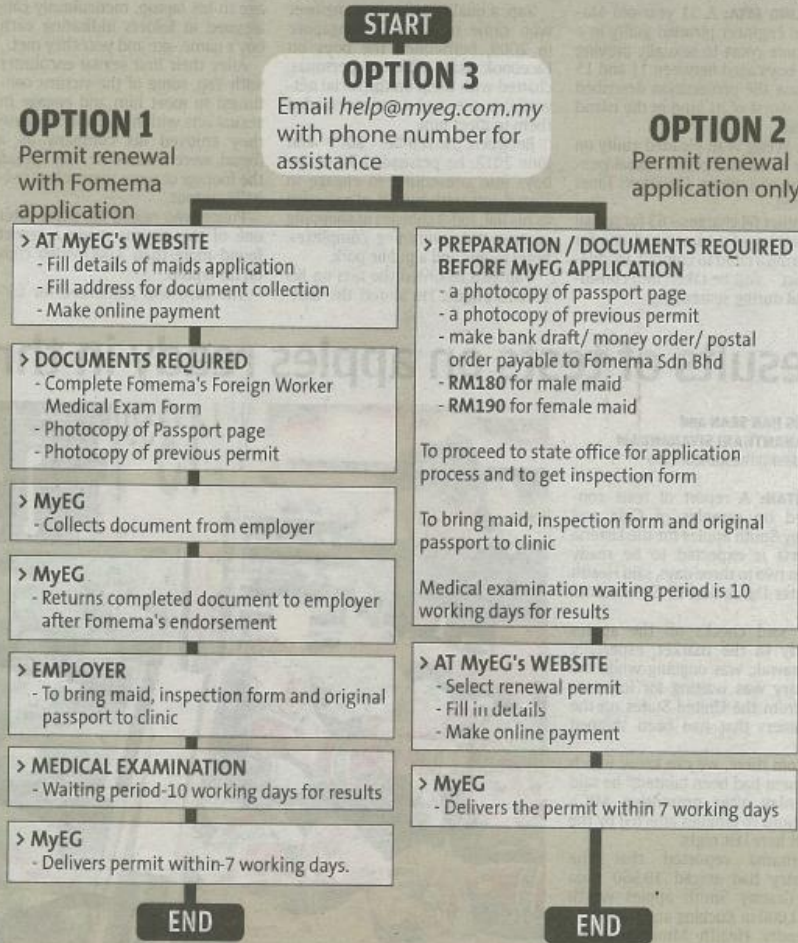 START
OPTION 3
Email help@myeg.com.my
with phone number for
assistance
OPTION 1
Permit renewal
with Fomema
application
> AT MyEG's WEBSITE
- Fill details of maids application
- Fill address for document collection
- Make online payment
> DOCUMENTS REQUIRED
- Complete Fomema's Foreign Worker
Medical Exam Form
- Photocopy of Passport page
- Photocopy of previous permit
> MyEG
- Collects document from employer
> MyEG
- Returns completed document to employer
after Fomema's endorsement
> EMPLOYER
- To bring maid, inspection form and original
passport to clinic
> MEDICAL EXAMINATION
- Waiting period-10 working days for results
> MyEG
- Delivers permit within-7 working days.
END
OPTION 2
Permit renewal
application only
> PREPARATION / DOCUMENTS REQUIRED
BEFORE MyEG APPLICATION
- a photocopy of passport page
- a photocopy of previous permit
- make bank draft/ money order/ postal
order payable to Fomema Sdn Bhd
- RM180 for male maid
- RM190 for female maid
To proceed to state office for application
process and to get inspection form
To bring maid, inspection form and original
passport to clinic
Medical examination waiting period is 10
working days for results
> AT MyEG's WEBSITE
- Select renewal permit
- Fill in details
- Make online payment
> MyEG
- Delivers the permit within 7 working days
END